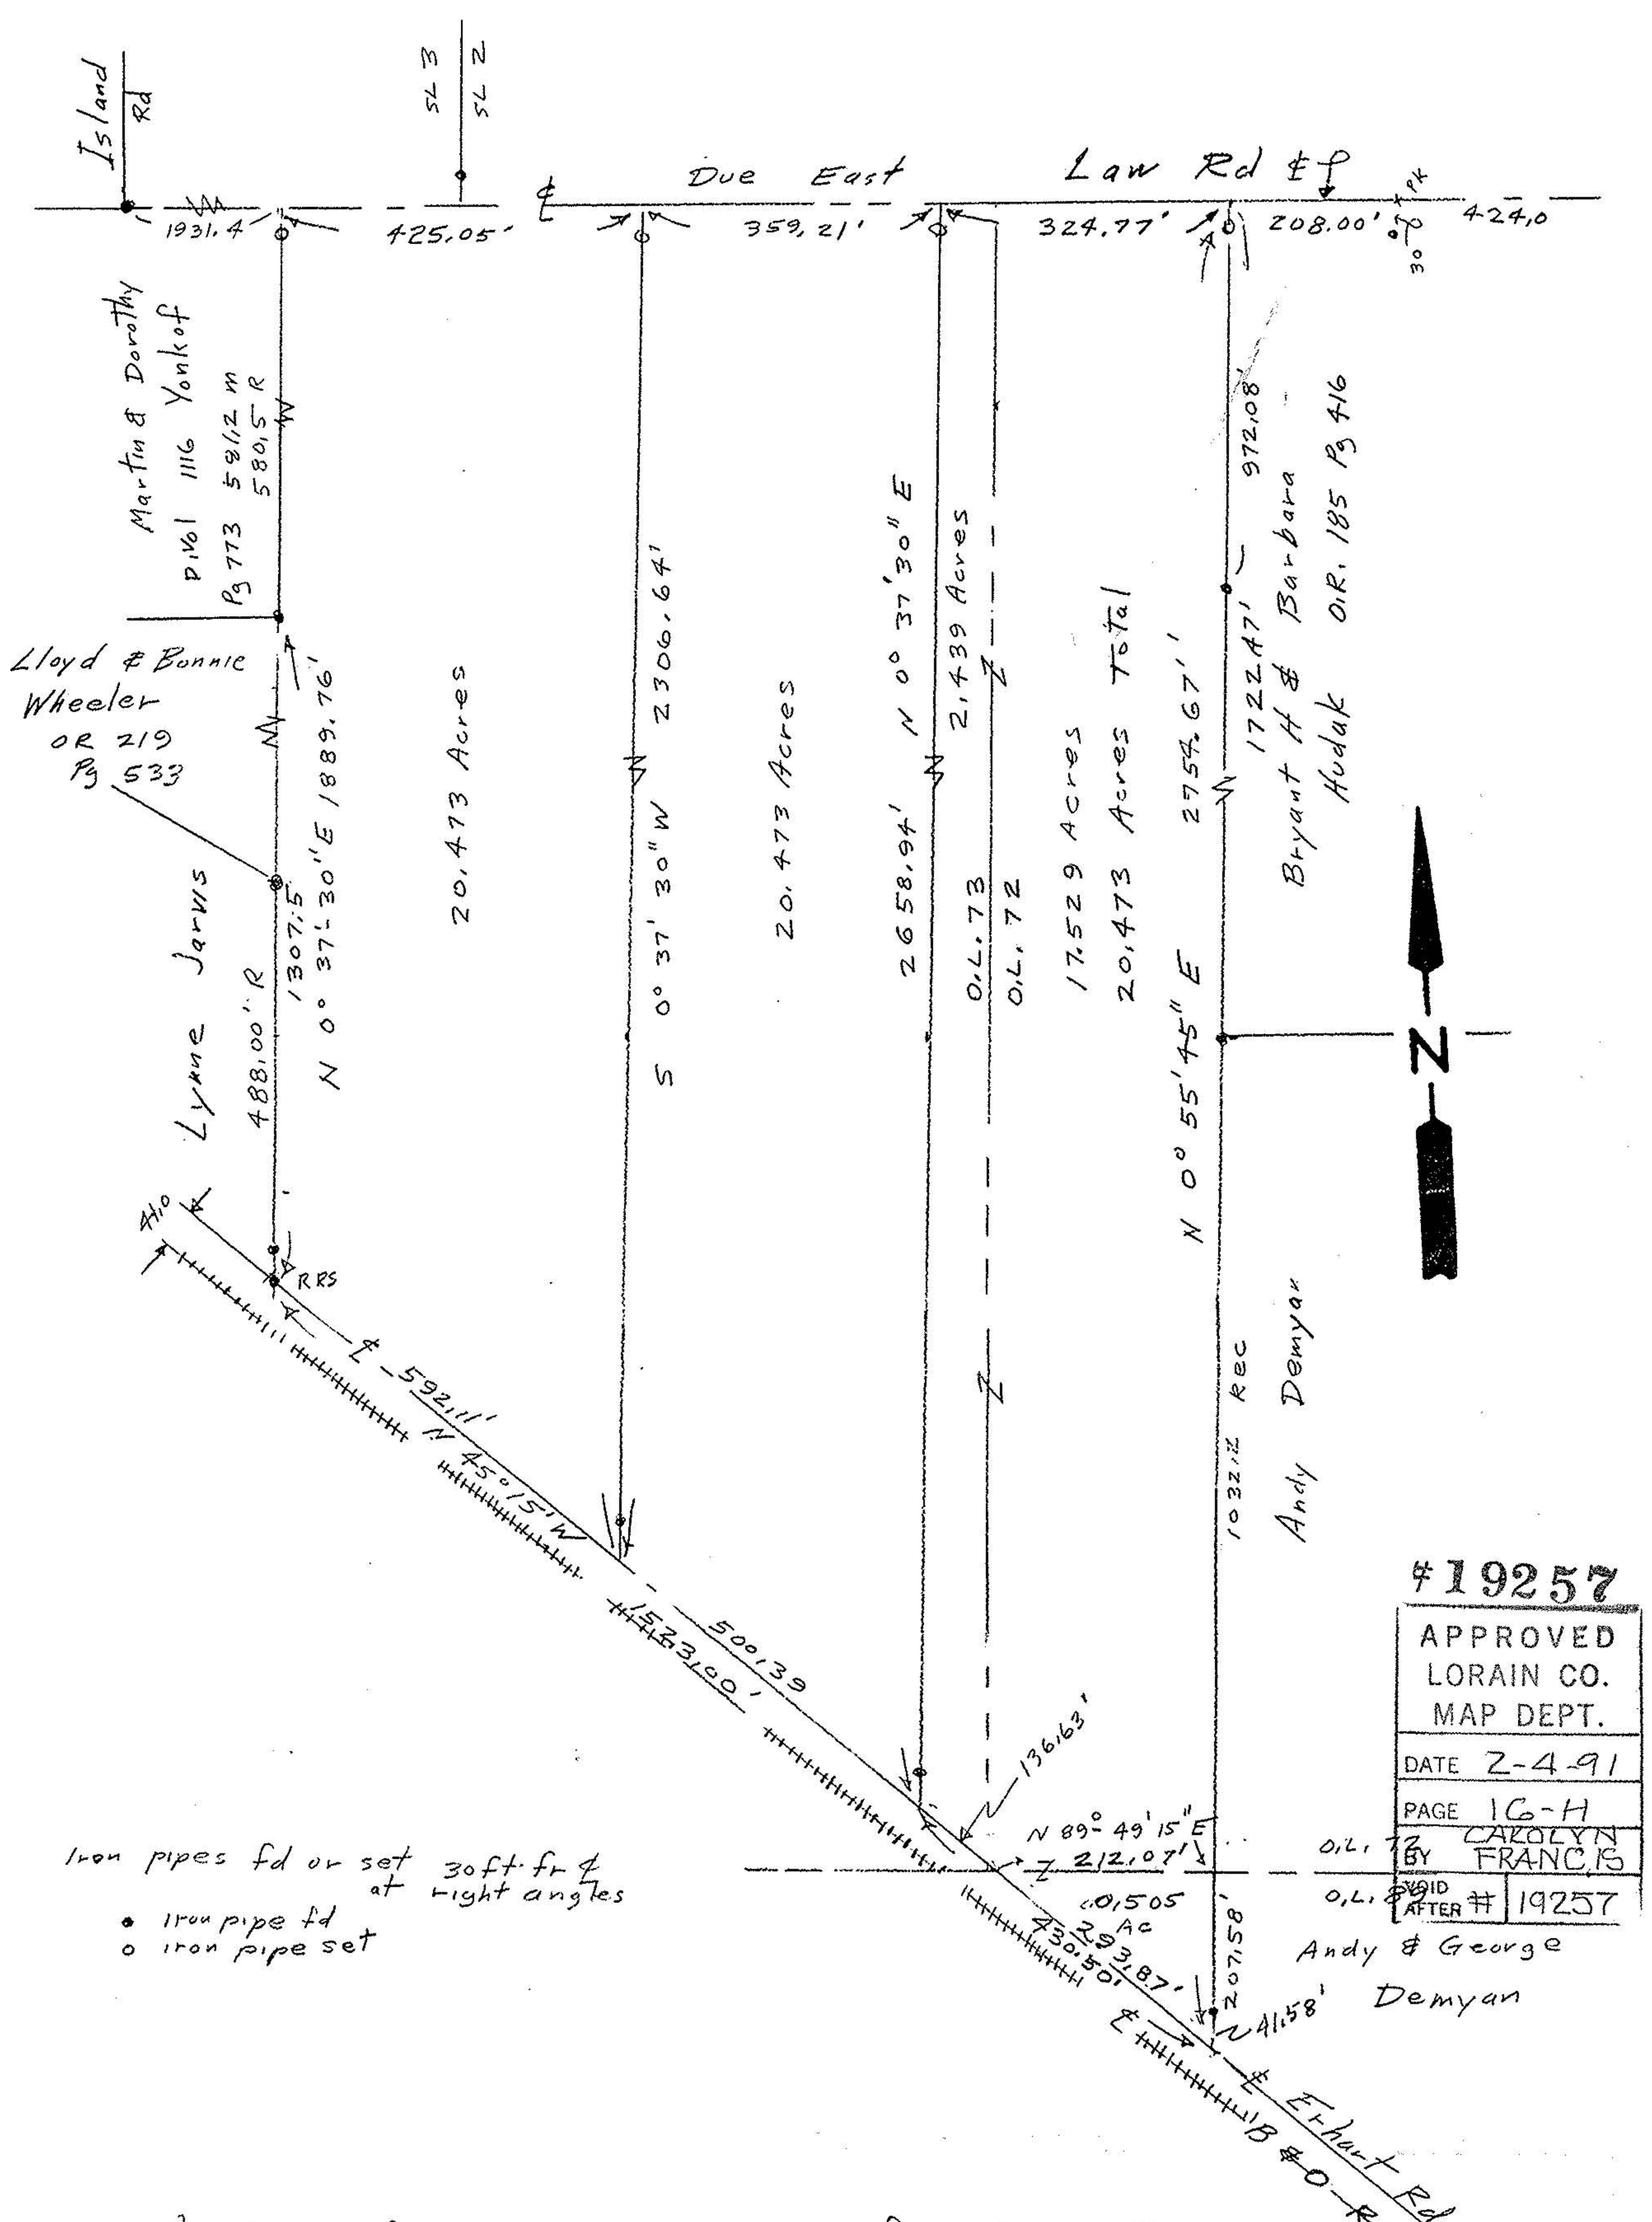 Island
Rd
SL 3
SL 2
Due East
Law Rd ℄
PK
1931.4
425.05'
℄
359.21'
324.77'
208.00'
30
424.0
Martin & Dorothy
Divol 1116 Yonkof
Pg 773 581.2 m
580.5 R
Lloyd & Bonnie
Wheeler
OR 219
Pg 533
Lynne Jarvis
488.00' R
1307.5
N 0° 37'-30" E 1889.76'
20.473 Acres
S 0° 37' 30" W 2306.64'
20.473 Acres
2658.94' N 0° 37' 30" E
2.439 Acres
O.L. 73
O.L. 72
17.529 Acres
20.473 Acres Total
N 0° 55' 45" E 2754.67'
972.08'
1722.47'
Bryant H & Barbara
Hudak O.R. 185 Pg 416
N
1032.2 Rec
Andy Demyan
41.0
RRS
℄
592.11'
N 45° 15' W
1523.00'
500.39
136.63'
N 89° 49' 15" E
212.07'
0.505
Ac
293.87'
430.50'
207.58'
41.58'
O.L. 72
O.L. 89
Andy & George
Demyan
#19257
APPROVED
LORAIN CO.
MAP DEPT.
DATE 2-4-91
PAGE 16-H
BY CAROLYN
FRANCIS
VOID
AFTER # 19257
Iron pipes fd or set 30 ft. fr ℄
at right angles
• Iron pipe fd
o iron pipe set
℄
℄ Erhart Rd
B & O R